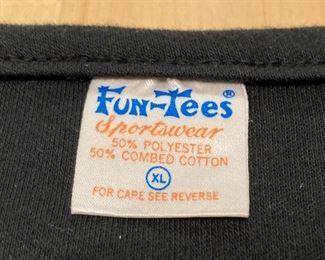 FUN-TEES®
Sportswear
50% POLYESTER
50% COMBED COTTON
XL
FOR CARE SEE REVERSE